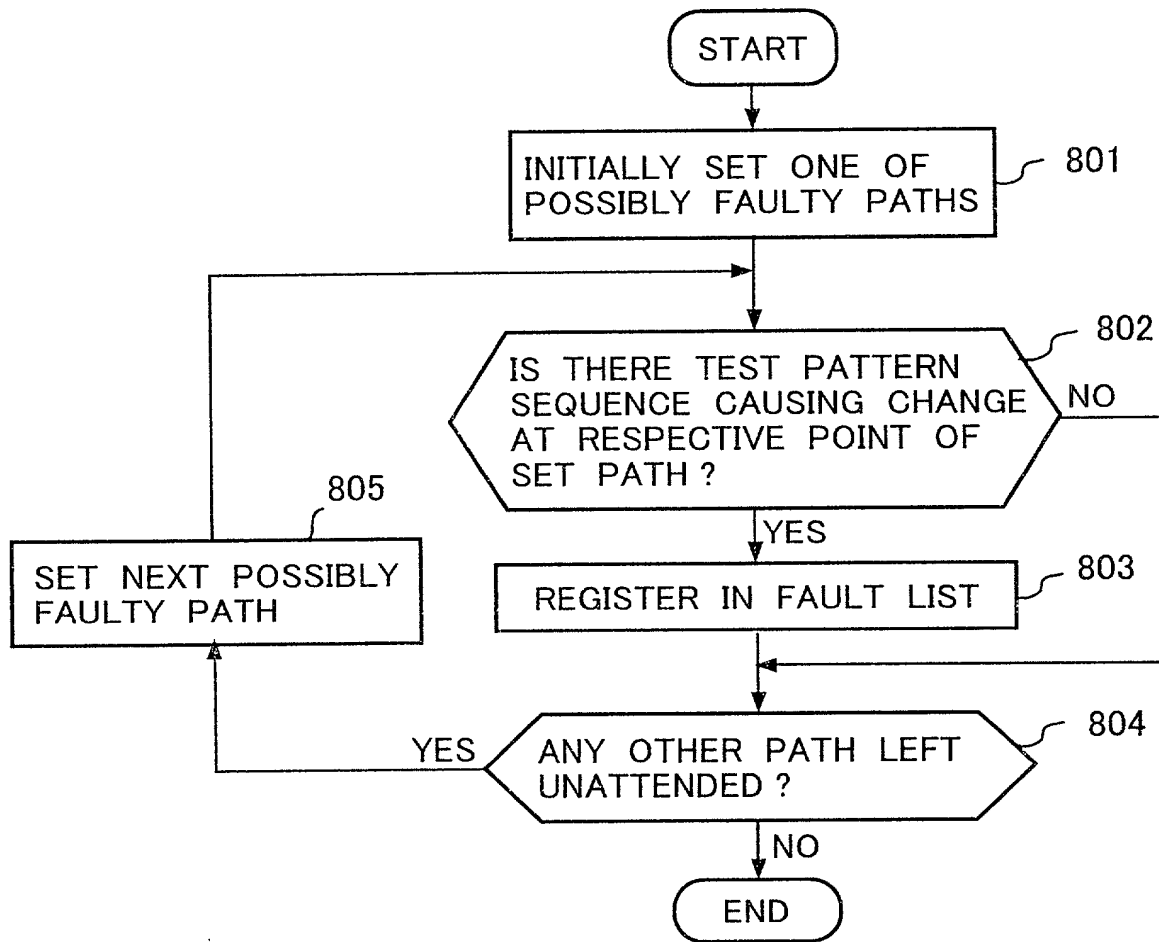 START
INITIALLY SET ONE OF
POSSIBLY FAULTY PATHS
801
802
IS THERE TEST PATTERN
SEQUENCE CAUSING CHANGE
AT RESPECTIVE POINT OF
SET PATH ?
NO
YES
805
SET NEXT POSSIBLY
FAULTY PATH
803
REGISTER IN FAULT LIST
804
YES
ANY OTHER PATH LEFT
UNATTENDED ?
NO
END